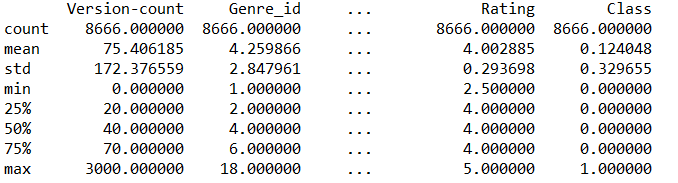 Version-count Genre_id ... Rating Class
count 8666.000000 8666.000000 ... 8666.000000 8666.000000
mean 75.406185 4.259866 ... 4.002885 0.124048
std 172.376559 2.847961 ... 0.293698 0.329655
min 0.000000 1.000000 ... 2.500000 0.000000
25% 20.000000 2.000000 ... 4.000000 0.000000
50% 40.000000 4.000000 ... 4.000000 0.000000
75% 70.000000 6.000000 ... 4.000000 0.000000
max 3000.000000 18.000000 ... 5.000000 1.000000